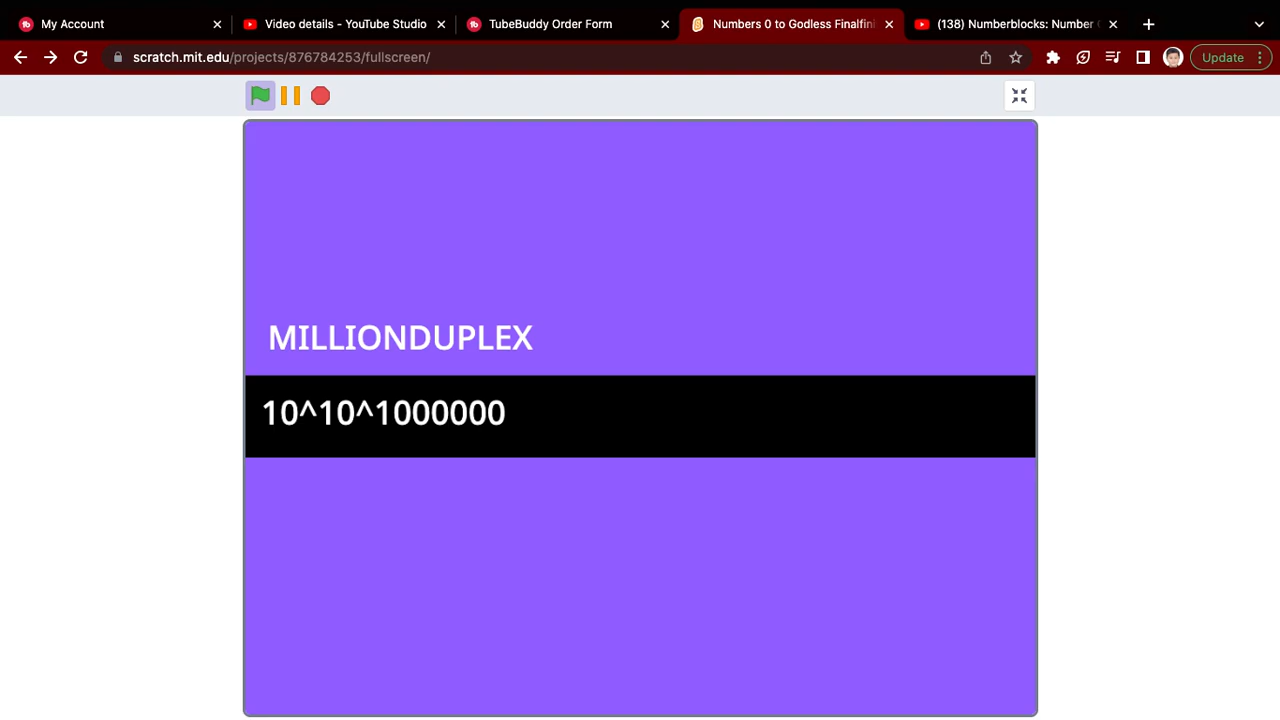 My Account
Video details - YouTube Studio
TubeBuddy Order Form
Numbers 0 to Godless Finalfin
(138) Numberblocks: Number
scratch.mit.edu/projects/876784253/fullscreen/
Update
MILLIONDUPLEX
10^10^1000000